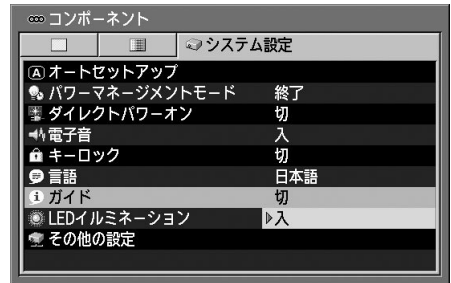 コンポーネント
システム設定
オートセットアップ
パワーマネージメントモード 終了
ダイレクトパワーオン 切
電子音 入
キーロック 切
言語 日本語
ガイド 切
LEDイルミネーション 入
その他の設定